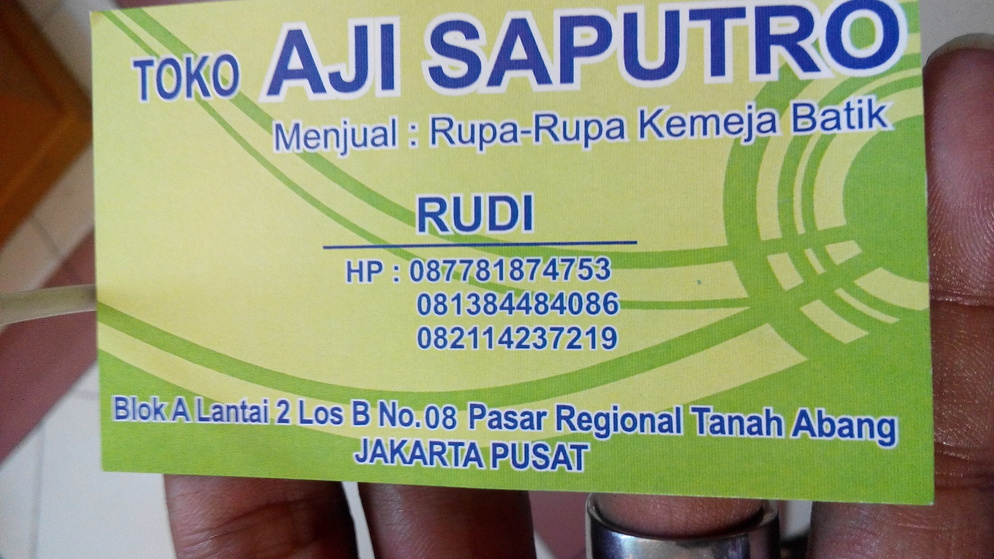 TOKO AJI SAPUTRO
Menjual : Rupa-Rupa Kemeja Batik
RUDI
HP : 087781874753
081384484086
082114237219
Blok A Lantai 2 Los B No.08 Pasar Regional Tanah Abang
JAKARTA PUSAT